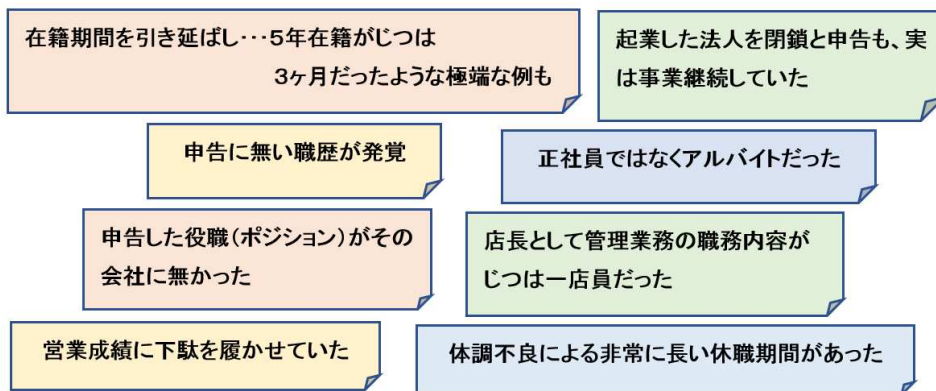 在籍期間を引き延ばし･･･5年在籍がじつは
3ヶ月だったような極端な例も
起業した法人を閉鎖と申告も、実
は事業継続していた
申告に無い職歴が発覚
正社員ではなくアルバイトだった
申告した役職（ポジション）がその
会社に無かった
店長として管理業務の職務内容が
じつは一店員だった
営業成績に下駄を履かせていた
体調不良による非常に長い休職期間があった